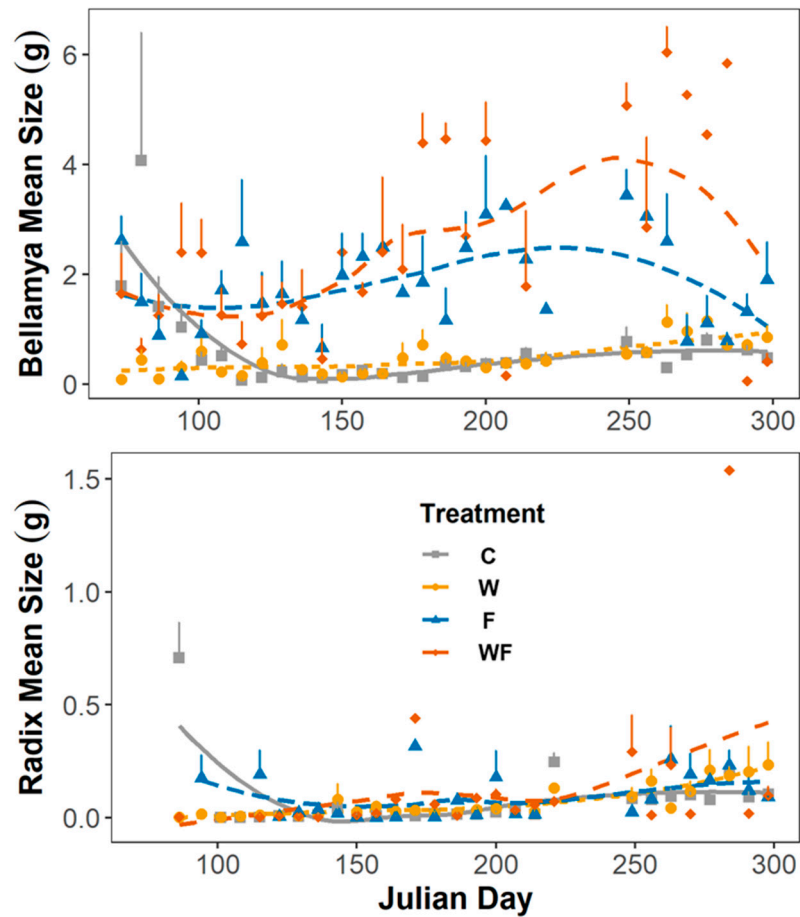 Bellamya Mean Size (g)
6
4
2
0
100 150 200 250 300
Radix Mean Size (g)
1.5
1.0
0.5
0.0
Treatment
C
W
F
WF
100 150 200 250 300
Julian Day